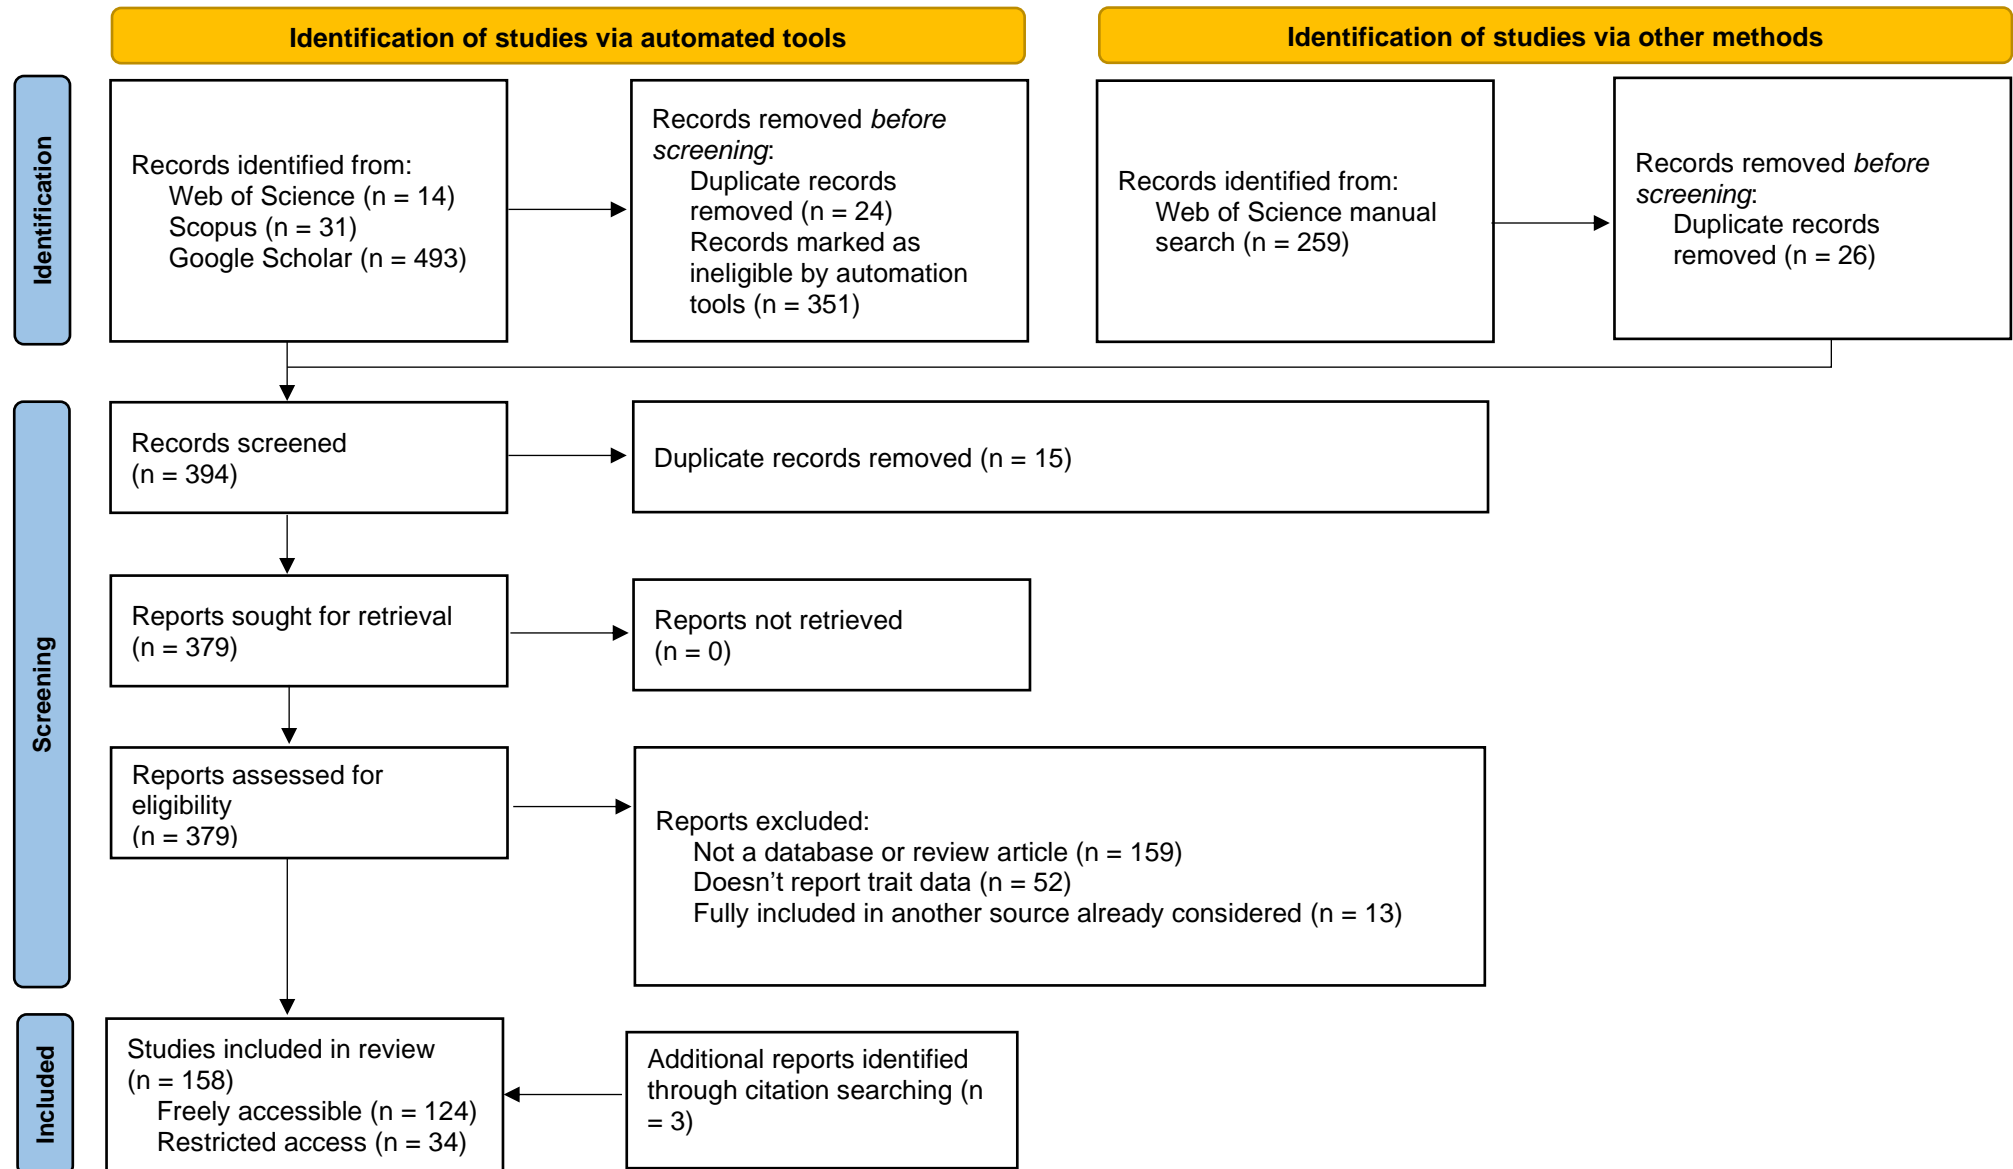 Identification of studies via automated tools
Identification of studies via other methods
Identification
Records identified from:
Web of Science (n = 14)
Scopus (n = 31)
Google Scholar (n = 493)
Records removed before
screening:
Duplicate records
removed (n = 24)
Records marked as
ineligible by automation
tools (n = 351)
Records identified from:
Web of Science manual
search (n = 259)
Records removed before
screening:
Duplicate records
removed (n = 26)
Screening
Records screened
(n = 394)
Duplicate records removed (n = 15)
Reports sought for retrieval
(n = 379)
Reports not retrieved
(n = 0)
Reports assessed for
eligibility
(n = 379)
Reports excluded:
Not a database or review article (n = 159)
Doesn’t report trait data (n = 52)
Fully included in another source already considered (n = 13)
Included
Studies included in review
(n = 158)
Freely accessible (n = 124)
Restricted access (n = 34)
Additional reports identified
through citation searching (n
= 3)